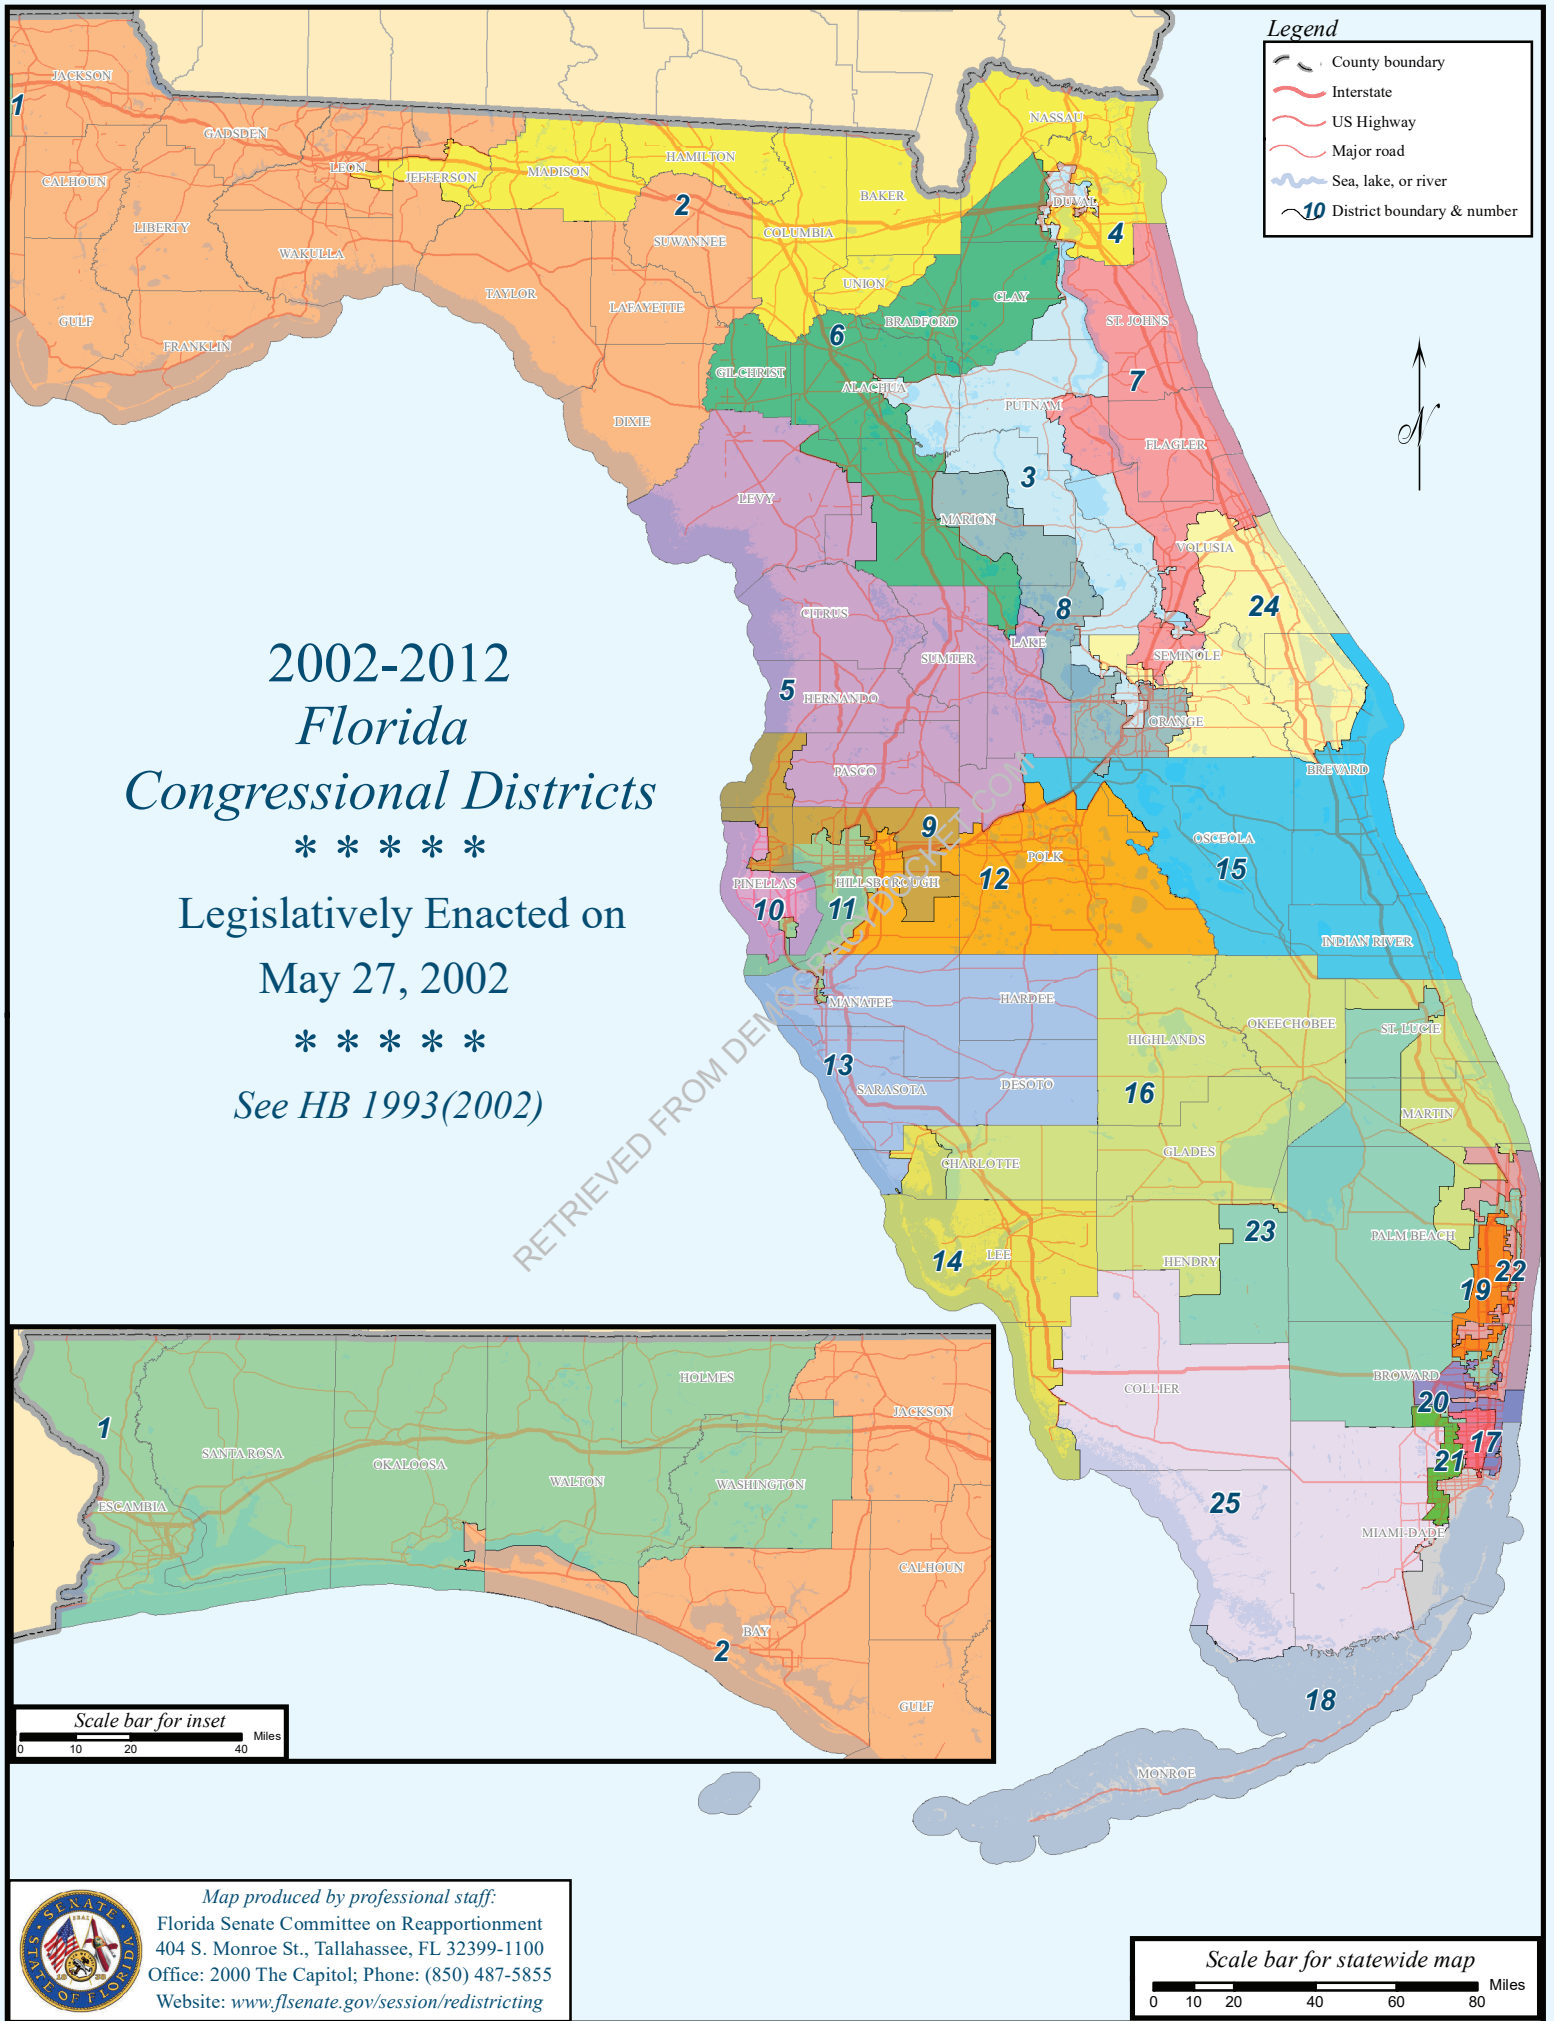 Legend
County boundary
Interstate
US Highway
Major road
Sea, lake, or river
10 District boundary & number
N
2002-2012
Florida
Congressional Districts
* * * * *
Legislatively Enacted on
May 27, 2002
* * * * *
See HB 1993(2002)
RETRIEVED FROM DEMOCRACYDOCKET.COM
JACKSON
1
GADSDEN
LEON
JEFFERSON
MADISON
HAMILTON
NASSAU
CALHOUN
LIBERTY
WAKULLA
2
SUWANNEE
COLUMBIA
BAKER
DUVAL
4
GULF
FRANKLIN
TAYLOR
LAFAYETTE
UNION
CLAY
BRADFORD
6
ST. JOHNS
GILCHRIST
ALACHUA
7
DIXIE
PUTNAM
FLAGLER
3
LEVY
MARION
VOLUSIA
24
8
CITRUS
LAKE
SUMTER
SEMINOLE
5
HERNANDO
ORANGE
PASCO
BREVARD
9
POLK
OSCEOLA
15
PINELLAS
HILLSBOROUGH
12
10
11
INDIAN RIVER
MANATEE
HARDEE
OKEECHOBEE
ST. LUCIE
HIGHLANDS
13
SARASOTA
DESOTO
16
MARTIN
CHARLOTTE
GLADES
23
PALM BEACH
14
LEE
HENDRY
22
19
COLLIER
BROWARD
20
17
21
25
MIAMI-DADE
18
MONROE
HOLMES
JACKSON
1
SANTA ROSA
OKALOOSA
WALTON
WASHINGTON
ESCAMBIA
CALHOUN
BAY
2
GULF
Scale bar for inset
Miles
0 10 20 40
SENATE
STATE OF FLORIDA
SEAL
1838
Map produced by professional staff:
Florida Senate Committee on Reapportionment
404 S. Monroe St., Tallahassee, FL 32399-1100
Office: 2000 The Capitol; Phone: (850) 487-5855
Website: www.flsenate.gov/session/redistricting
Scale bar for statewide map
Miles
0 10 20 40 60 80